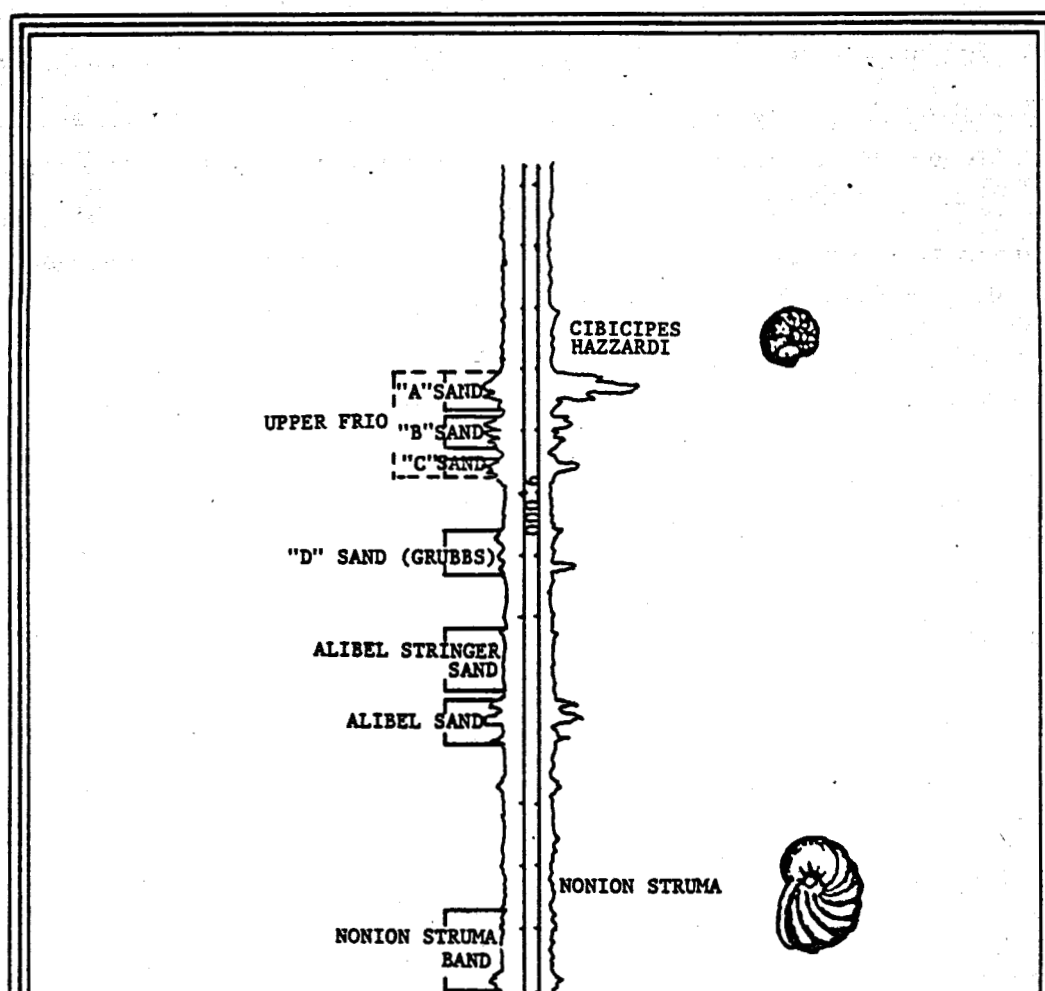 CIBICIPES
HAZZARDI
"A"SAND
UPPER FRIO
"B"SAND
"C"SAND
"D" SAND (GRUBBS)
ALIBEL STRINGER
SAND
ALIBEL SAND
NONION STRUMA
NONION STRUMA
BAND